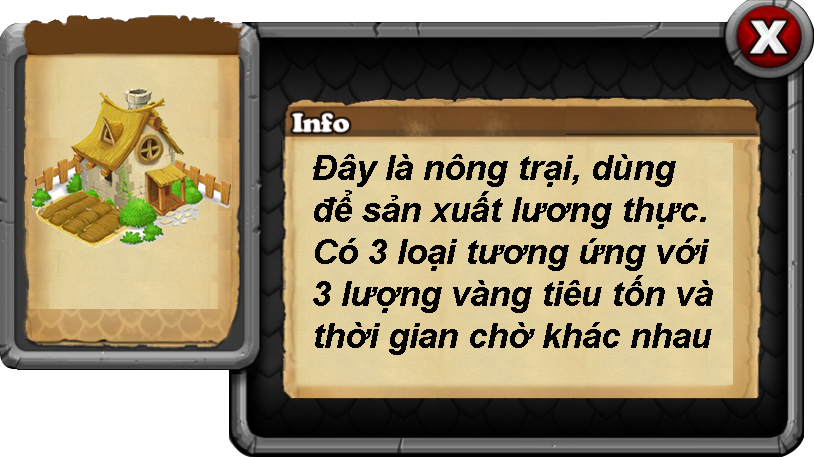 Info
Đây là nông trại, dùng
để sản xuất lương thực.
Có 3 loại tương ứng với
3 lượng vàng tiêu tốn và
thời gian chờ khác nhau
X